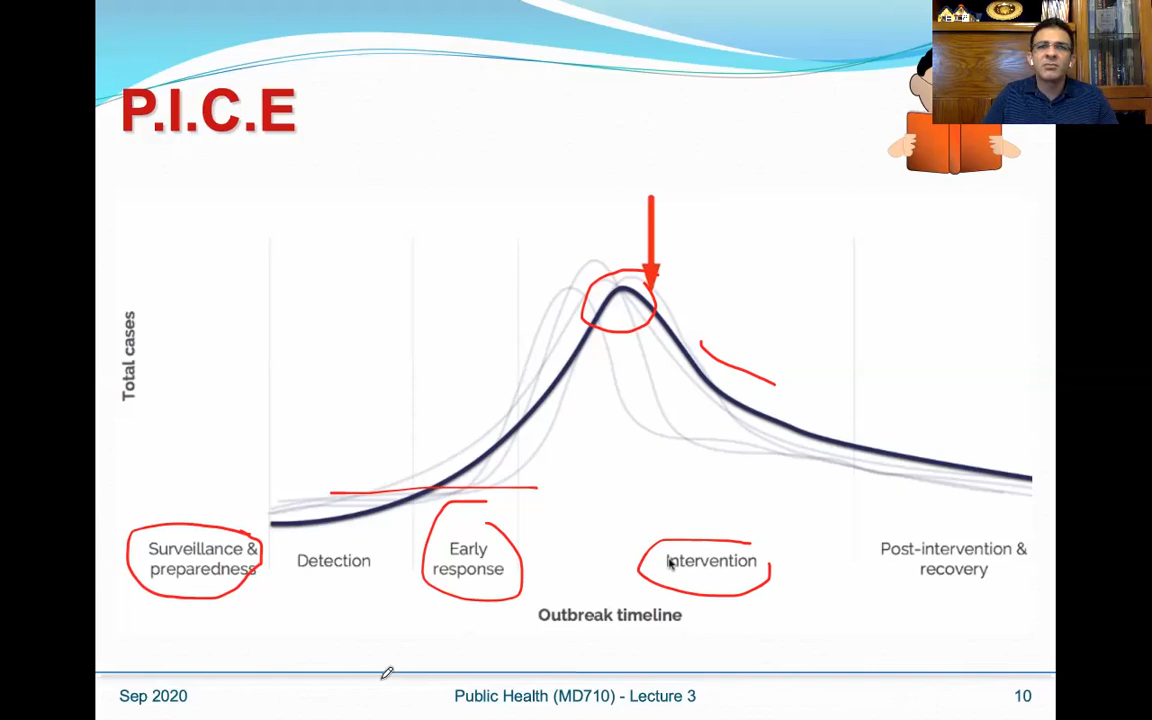 P.I.C.E
Total cases
Surveillance &
preparedness
Detection
Early
response
Intervention
Post-intervention &
recovery
Outbreak timeline
Sep 2020
Public Health (MD710) - Lecture 3
10